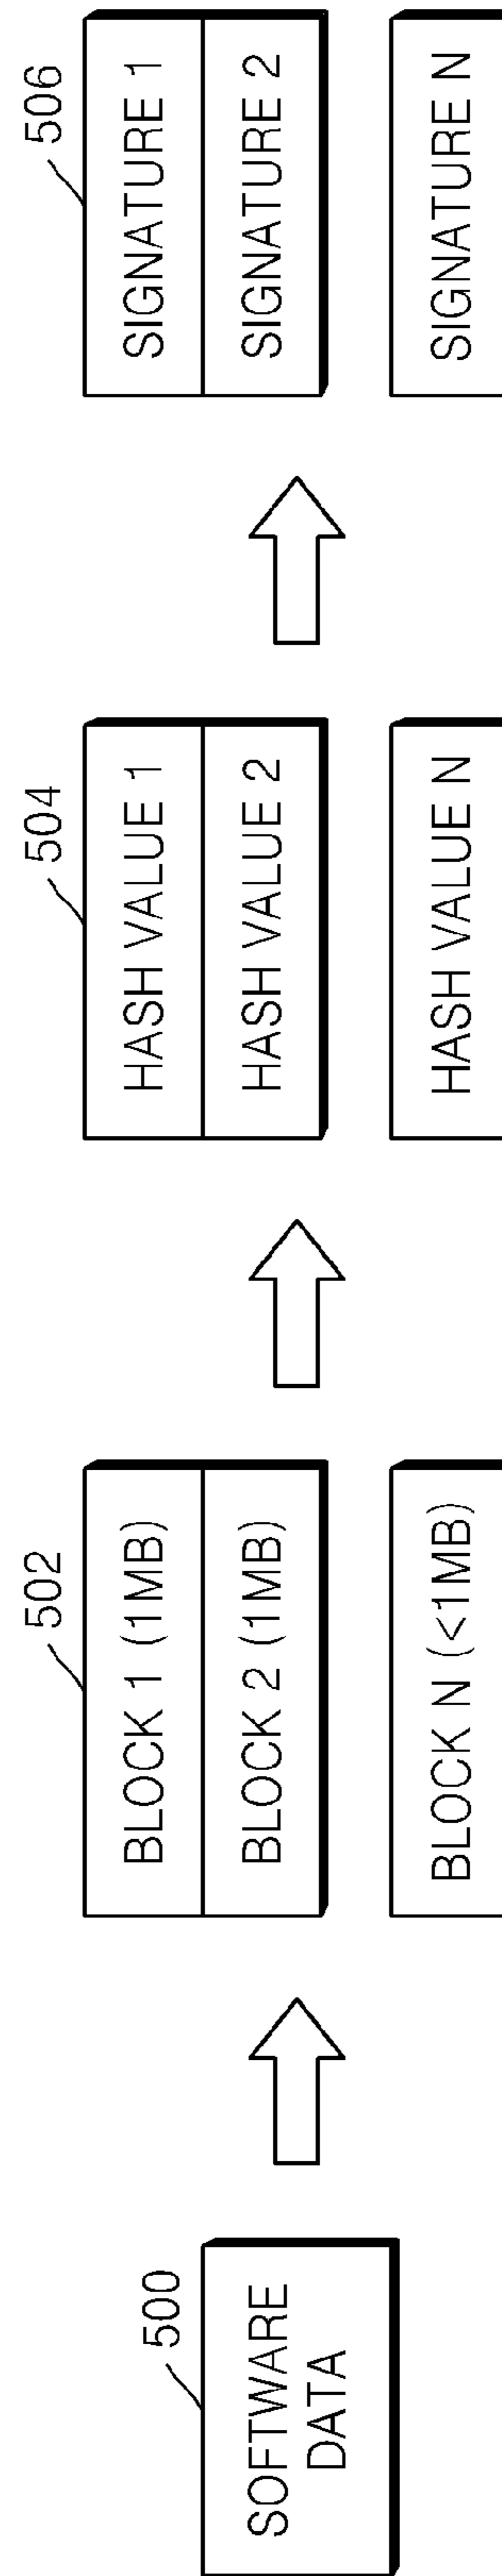 500
SOFTWARE
DATA
502
BLOCK 1 (1MB)
BLOCK 2 (1MB)
BLOCK N (<1MB)
504
HASH VALUE 1
HASH VALUE 2
HASH VALUE N
506
SIGNATURE 1
SIGNATURE 2
SIGNATURE N